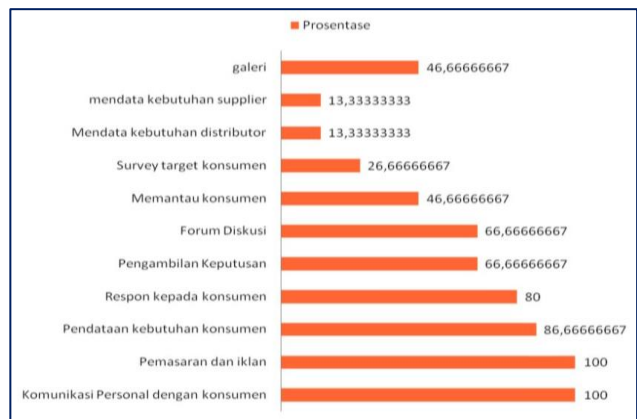 Prosentase
galeri 46,66666667
mendata kebutuhan supplier 13,33333333
Mendata kebutuhan distributor 13,33333333
Survey target konsumen 26,66666667
Memantau konsumen 46,66666667
Forum Diskusi 66,66666667
Pengambilan Keputusan 66,66666667
Respon kepada konsumen 80
Pendataan kebutuhan konsumen 86,66666667
Pemasaran dan iklan 100
Komunikasi Personal dengan konsumen 100